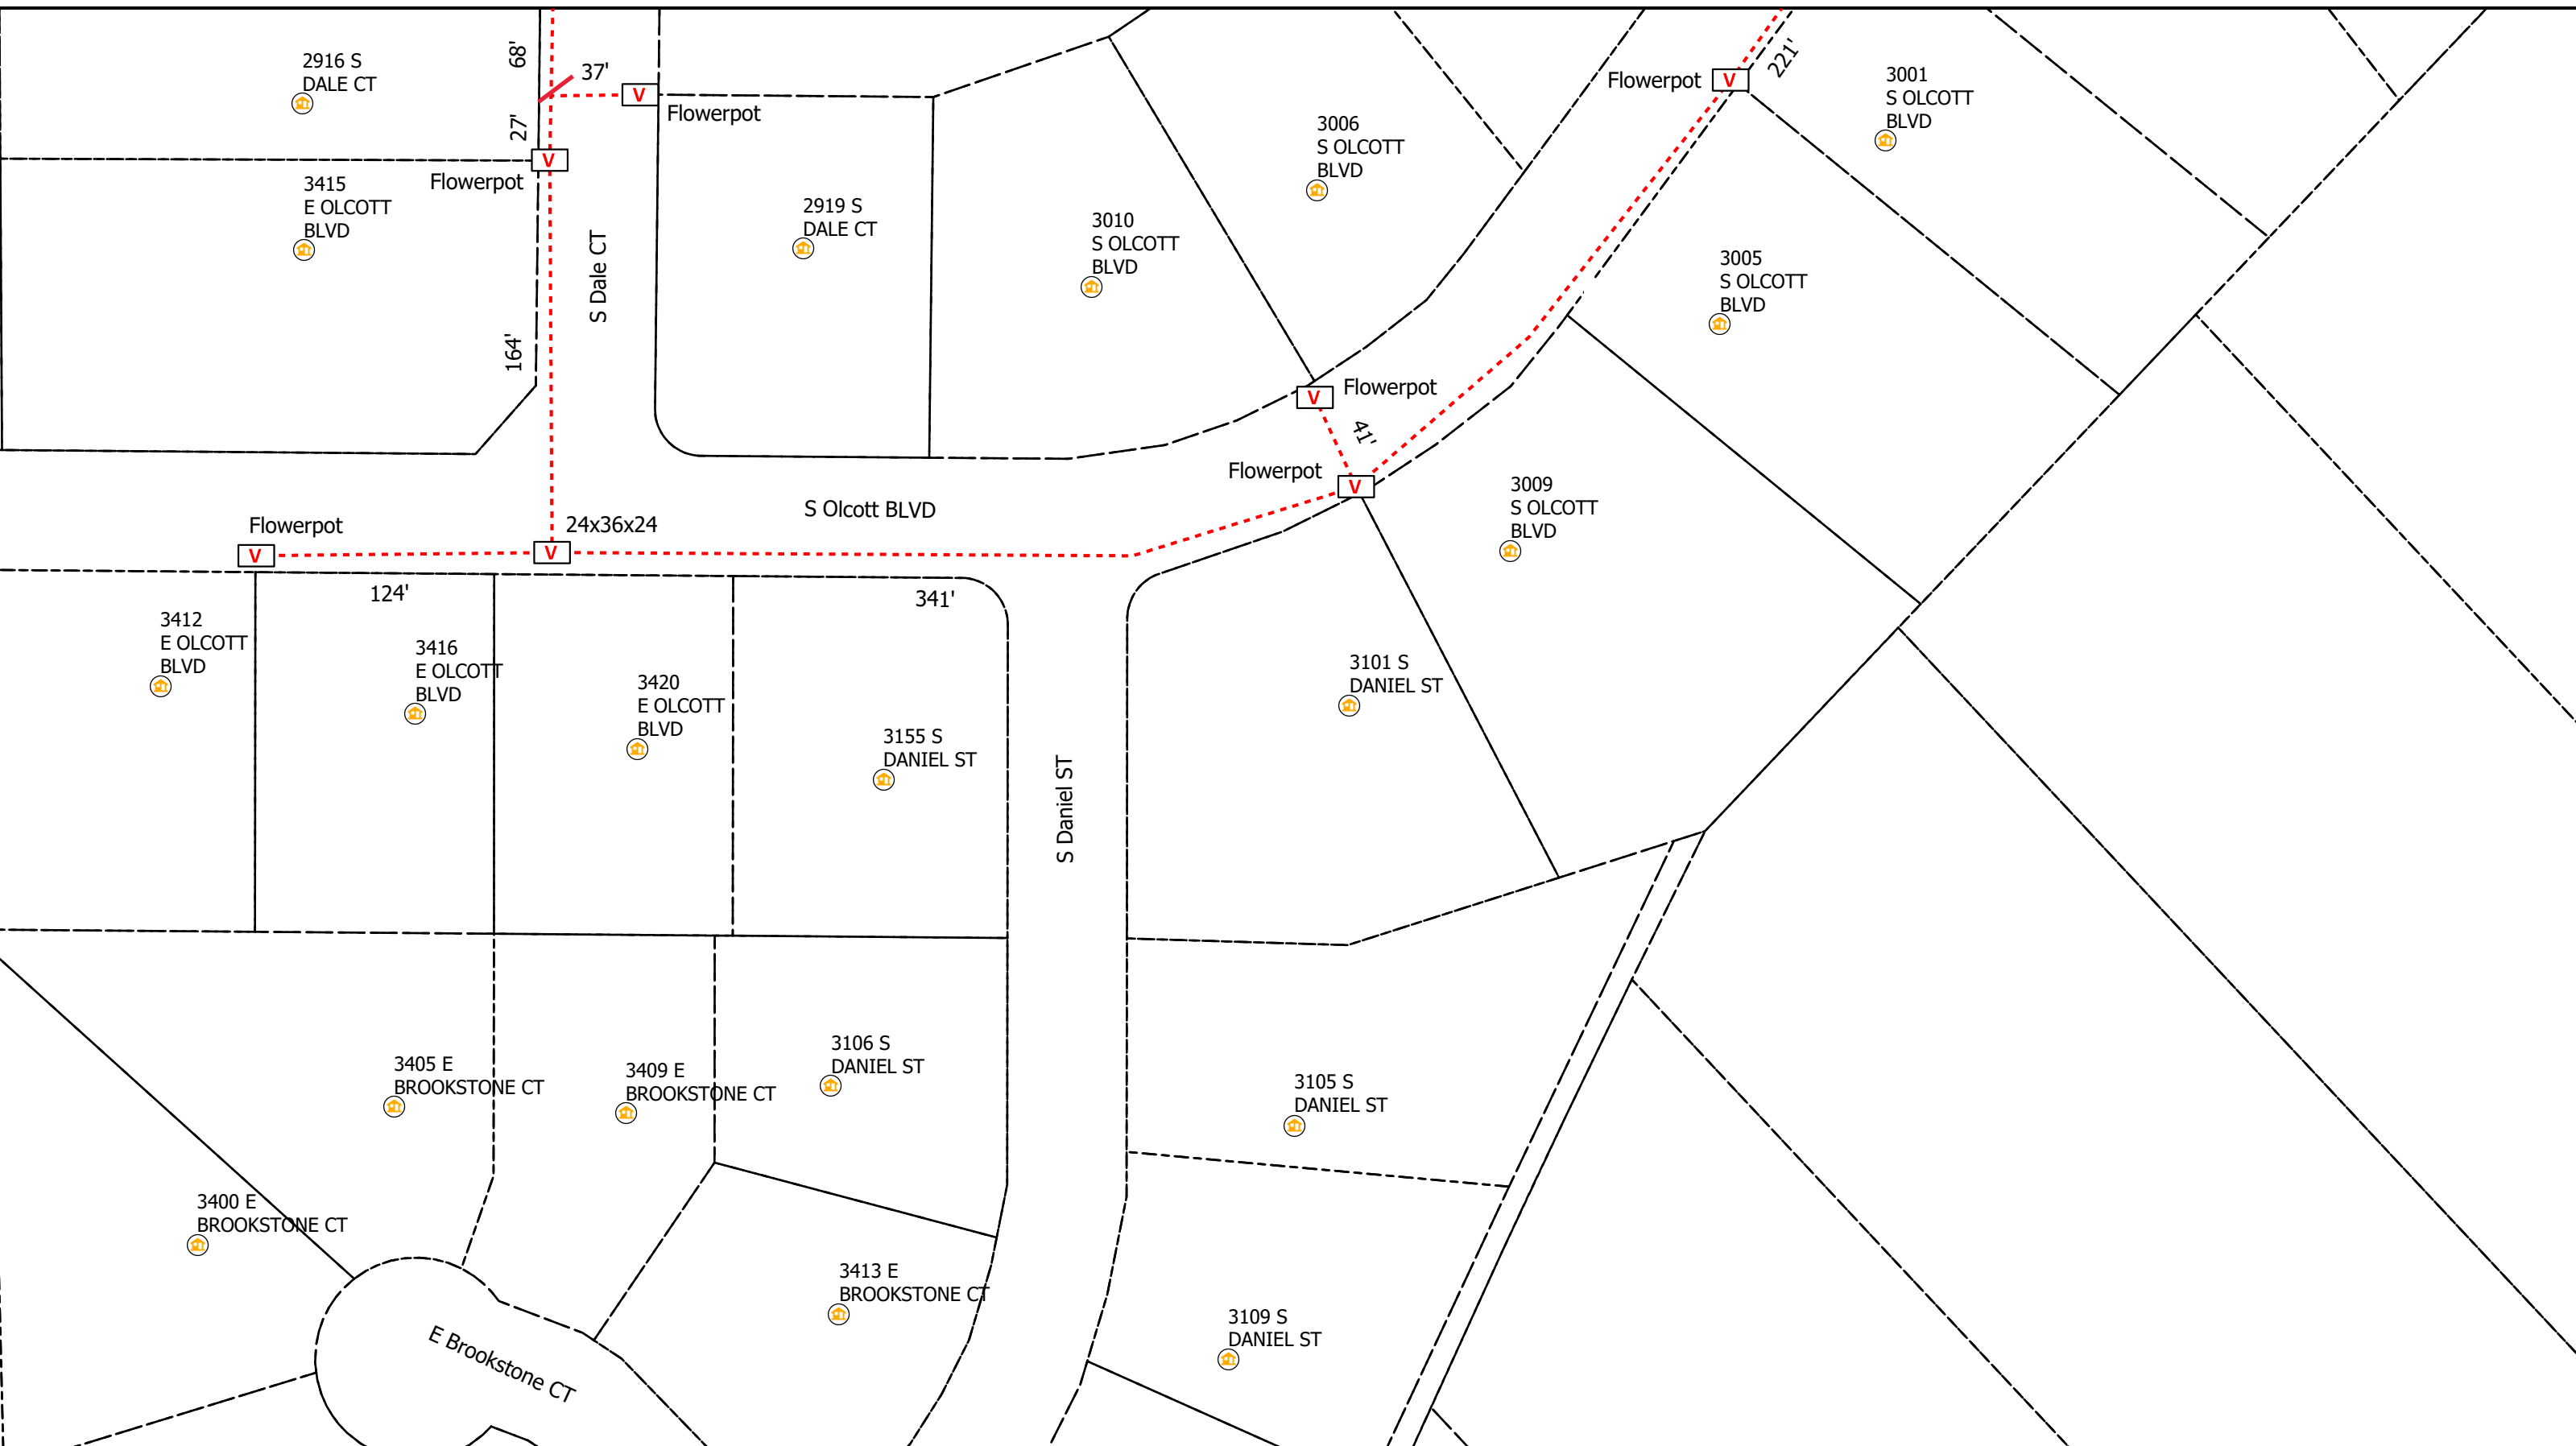 68'
37'
2916 S
DALE CT
V
Flowerpot
27'
V
Flowerpot
3415
E OLCOTT
BLVD
164'
S Dale CT
2919 S
DALE CT
3010
S OLCOTT
BLVD
3006
S OLCOTT
BLVD
Flowerpot
V
221'
3001
S OLCOTT
BLVD
3005
S OLCOTT
BLVD
V
Flowerpot
41'
Flowerpot
V
3009
S OLCOTT
BLVD
S Olcott BLVD
Flowerpot
V
24x36x24
V
124'
341'
3412
E OLCOTT
BLVD
3416
E OLCOTT
BLVD
3420
E OLCOTT
BLVD
3155 S
DANIEL ST
S Daniel ST
3101 S
DANIEL ST
3405 E
BROOKSTONE CT
3409 E
BROOKSTONE CT
3106 S
DANIEL ST
3105 S
DANIEL ST
3400 E
BROOKSTONE CT
3413 E
BROOKSTONE CT
3109 S
DANIEL ST
E Brookstone CT